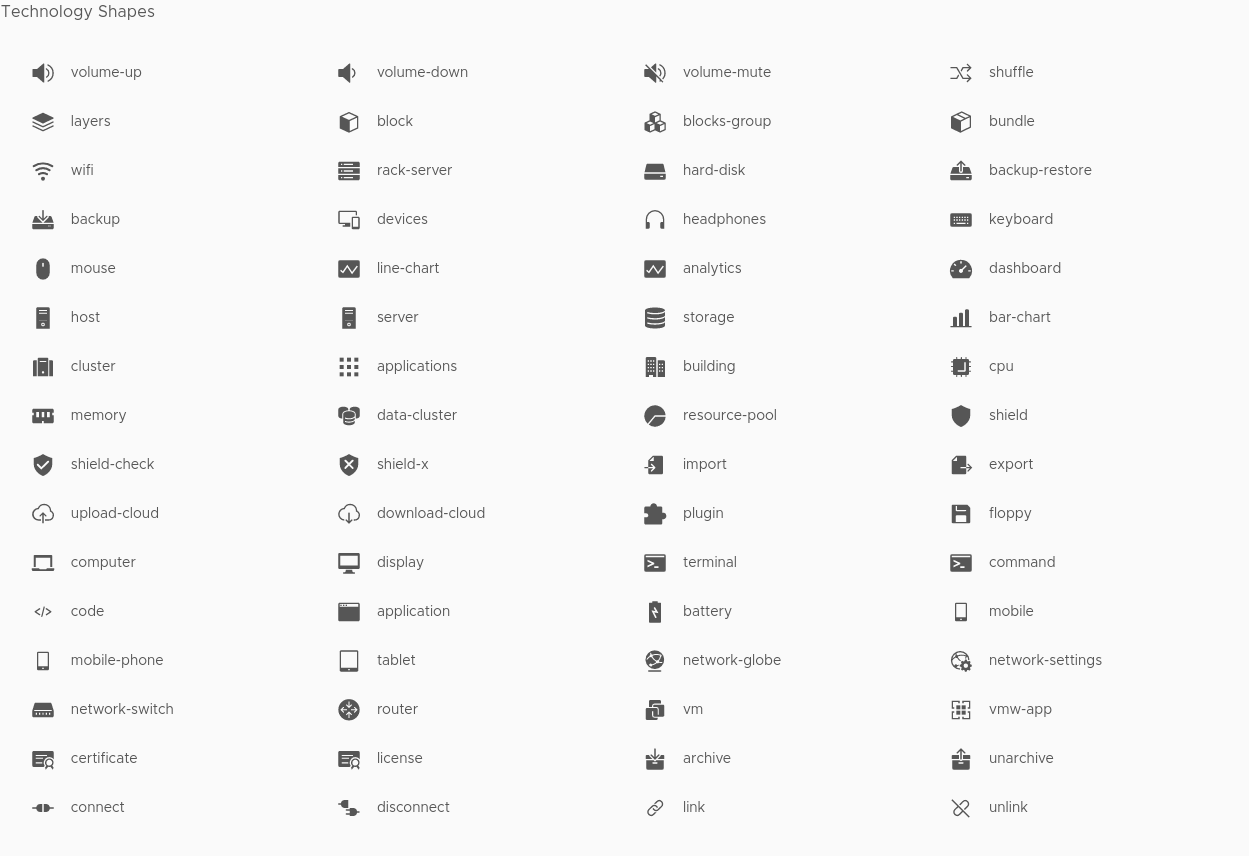 Technology Shapes
volume-up volume-down volume-mute shuffle
layers block blocks-group bundle
wifi rack-server hard-disk backup-restore
backup devices headphones keyboard
mouse line-chart analytics dashboard
host server storage bar-chart
cluster applications building cpu
memory data-cluster resource-pool shield
shield-check shield-x import export
upload-cloud download-cloud plugin floppy
computer display terminal command
code application battery mobile
mobile-phone tablet network-globe network-settings
network-switch router vm vmw-app
certificate license archive unarchive
connect disconnect link unlink